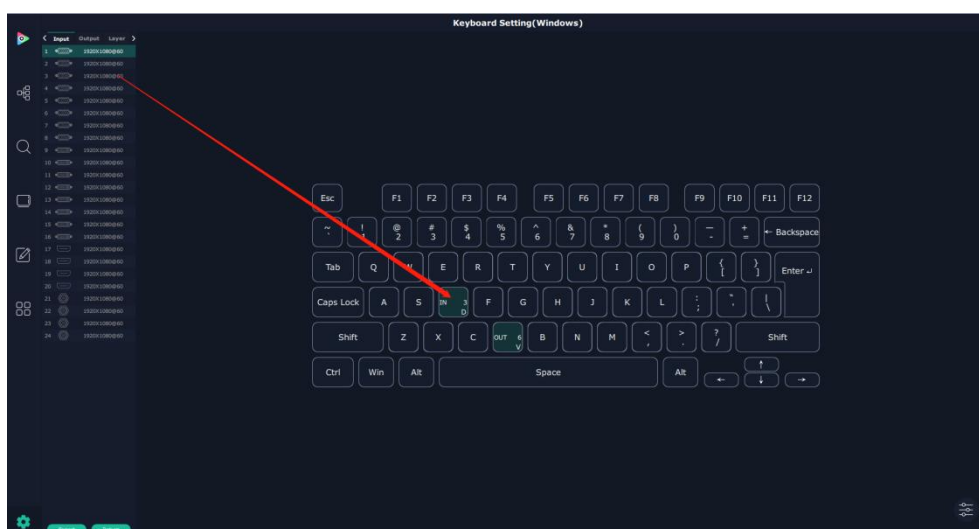 Keyboard Setting(Windows)
Input Output Layer
1 1920X1080@60
2 1920X1080@60
3 1920X1080@60
4 1920X1080@60
5 1920X1080@60
6 1920X1080@60
7 1920X1080@60
8 1920X1080@60
9 1920X1080@60
10 1920X1080@60
11 1920X1080@60
12 1920X1080@60
13 1920X1080@60
14 1920X1080@60
15 1920X1080@60
16 1920X1080@60
17 1920X1080@60
18 1920X1080@60
19 1920X1080@60
20 1920X1080@60
21 1920X1080@60
22 1920X1080@60
23 1920X1080@60
24 1920X1080@60
Esc F1 F2 F3 F4 F5 F6 F7 F8 F9 F10 F11 F12
~ ! @ # $ % ^ & * ( ) — + ← Backspace
` 1 2 3 4 5 6 7 8 9 0 - =
Tab Q W E R T Y U I O P { } Enter ↵
[ ]
Caps Lock A S IN 3 F G H J K L : " |
D ; ' \
Shift Z X C OUT 6 B N M < > ? Shift
V , . /
Ctrl Win Alt Space Alt ← ↑ ↓ →